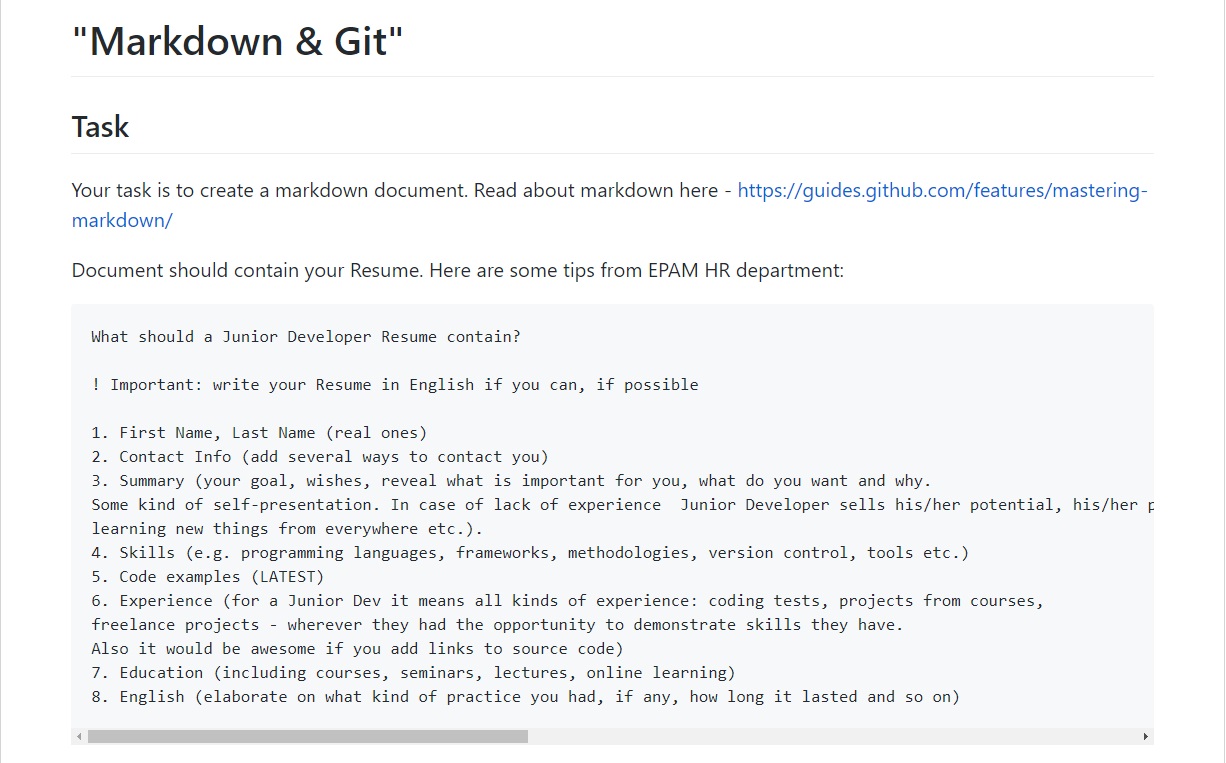 "Markdown & Git"
Task
Your task is to create a markdown document. Read about markdown here - https://guides.github.com/features/mastering-
markdown/
Document should contain your Resume. Here are some tips from EPAM HR department:
What should a Junior Developer Resume contain?
! Important: write your Resume in English if you can, if possible
1. First Name, Last Name (real ones)
2. Contact Info (add several ways to contact you)
3. Summary (your goal, wishes, reveal what is important for you, what do you want and why.
Some kind of self-presentation. In case of lack of experience  Junior Developer sells his/her potential, his/her
learning new things from everywhere etc.).
4. Skills (e.g. programming languages, frameworks, methodologies, version control, tools etc.)
5. Code examples (LATEST)
6. Experience (for a Junior Dev it means all kinds of experience: coding tests, projects from courses,
freelance projects - wherever they had the opportunity to demonstrate skills they have.
Also it would be awesome if you add links to source code)
7. Education (including courses, seminars, lectures, online learning)
8. English (elaborate on what kind of practice you had, if any, how long it lasted and so on)